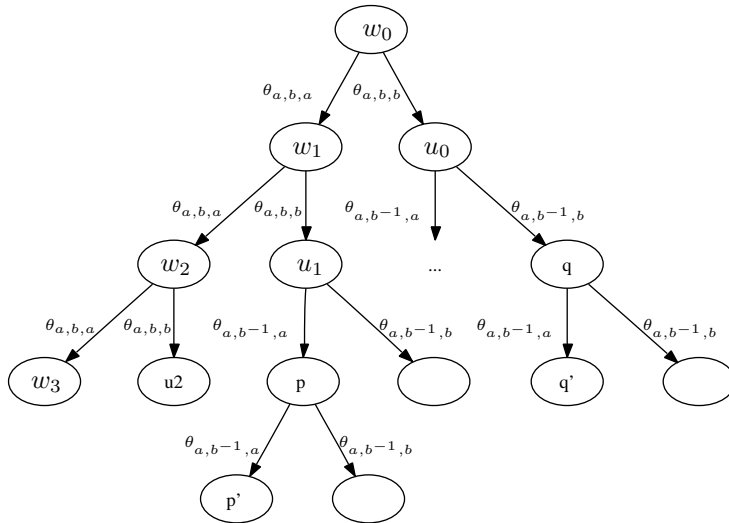 w₀
θₐ,b,ₐ θₐ,b,b
w₁ u₀
θₐ,b,ₐ θₐ,b,b θₐ,b−1,ₐ θₐ,b−1,b
w₂ u₁ ... q
θₐ,b,ₐ θₐ,b,b θₐ,b−1,ₐ θₐ,b−1,b θₐ,b−1,ₐ θₐ,b−1,b
w₃ u2 p q'
θₐ,b−1,ₐ θₐ,b−1,b
p'